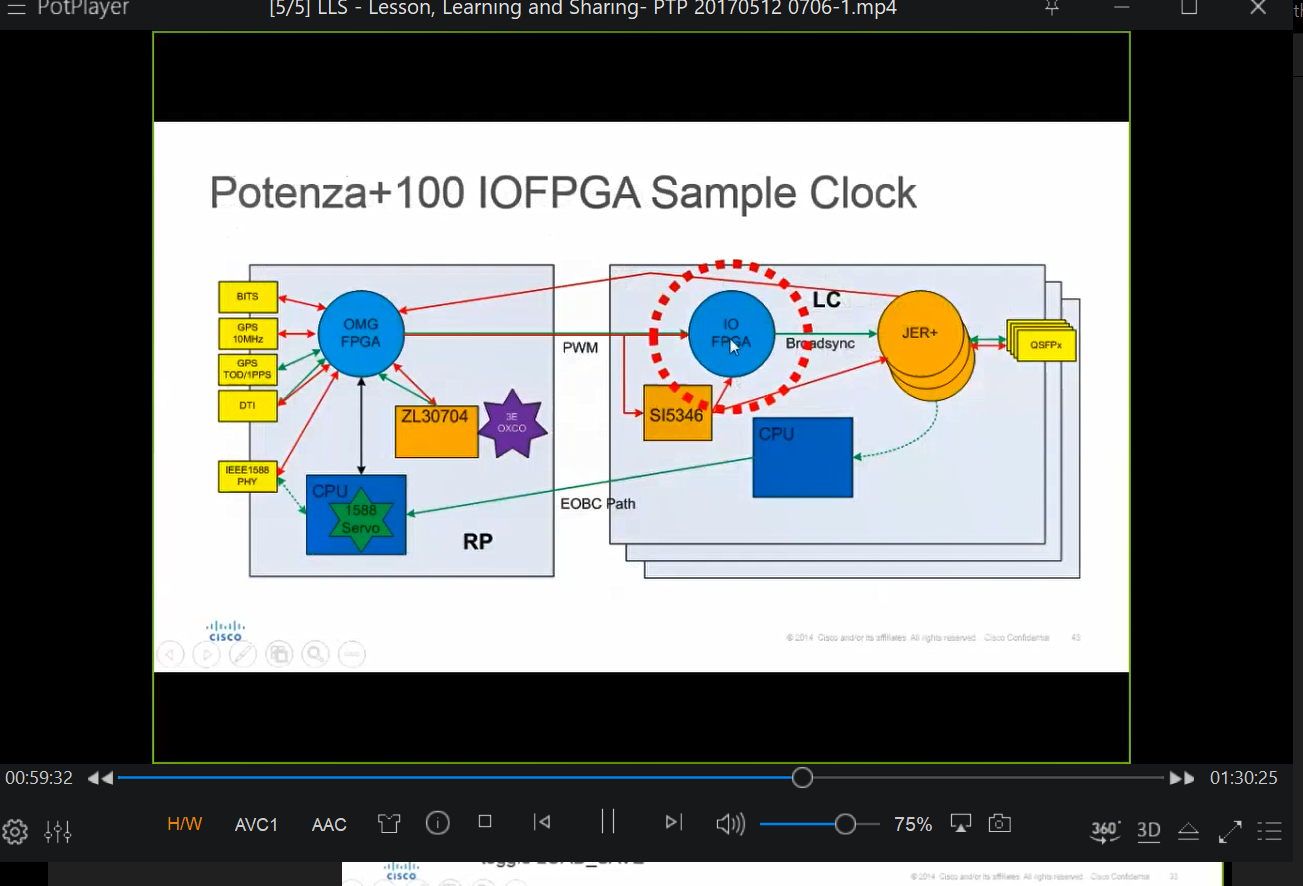 PotPlayer
[5/5] LLS - Lesson, Learning and Sharing- PTP 20170512 0706-1.mp4
Potenza+100 IOFPGA Sample Clock
BITS
GPS
10MHz
GPS
TOD/1PPS
DTI
IEEE1588
PHY
OMG
FPGA
ZL30704
3E
OXCO
CPU
1588
Servo
RP
PWM
EOBC Path
IO
FPGA
LC
Broadsync
SI5346
CPU
JER+
QSFPx
CISCO
© 2014 Cisco and/or its affiliates. All rights reserved. Cisco Confidential 45
00:59:32
01:30:25
H/W
AVC1
AAC
75%
360°
3D
CISCO
© 2014 Cisco and/or its affiliates. All rights reserved. Cisco Confidential 33